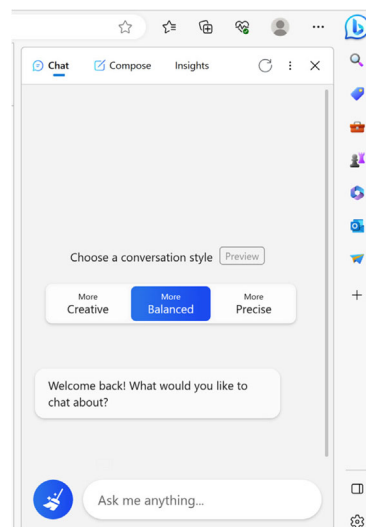 Chat Compose Insights
Choose a conversation style Preview
More Creative
More Balanced
More Precise
Welcome back! What would you like to
chat about?
Ask me anything...